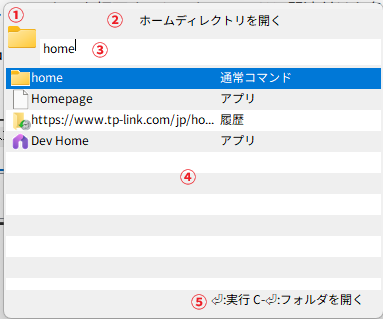 ① ② ホームディレクトリを開く
home ③
home 通常コマンド
Homepage アプリ
https://www.tp-link.com/jp/ho... 履歴
Dev Home アプリ
④
⑤ ⏎:実行 C-⏎:フォルダを開く